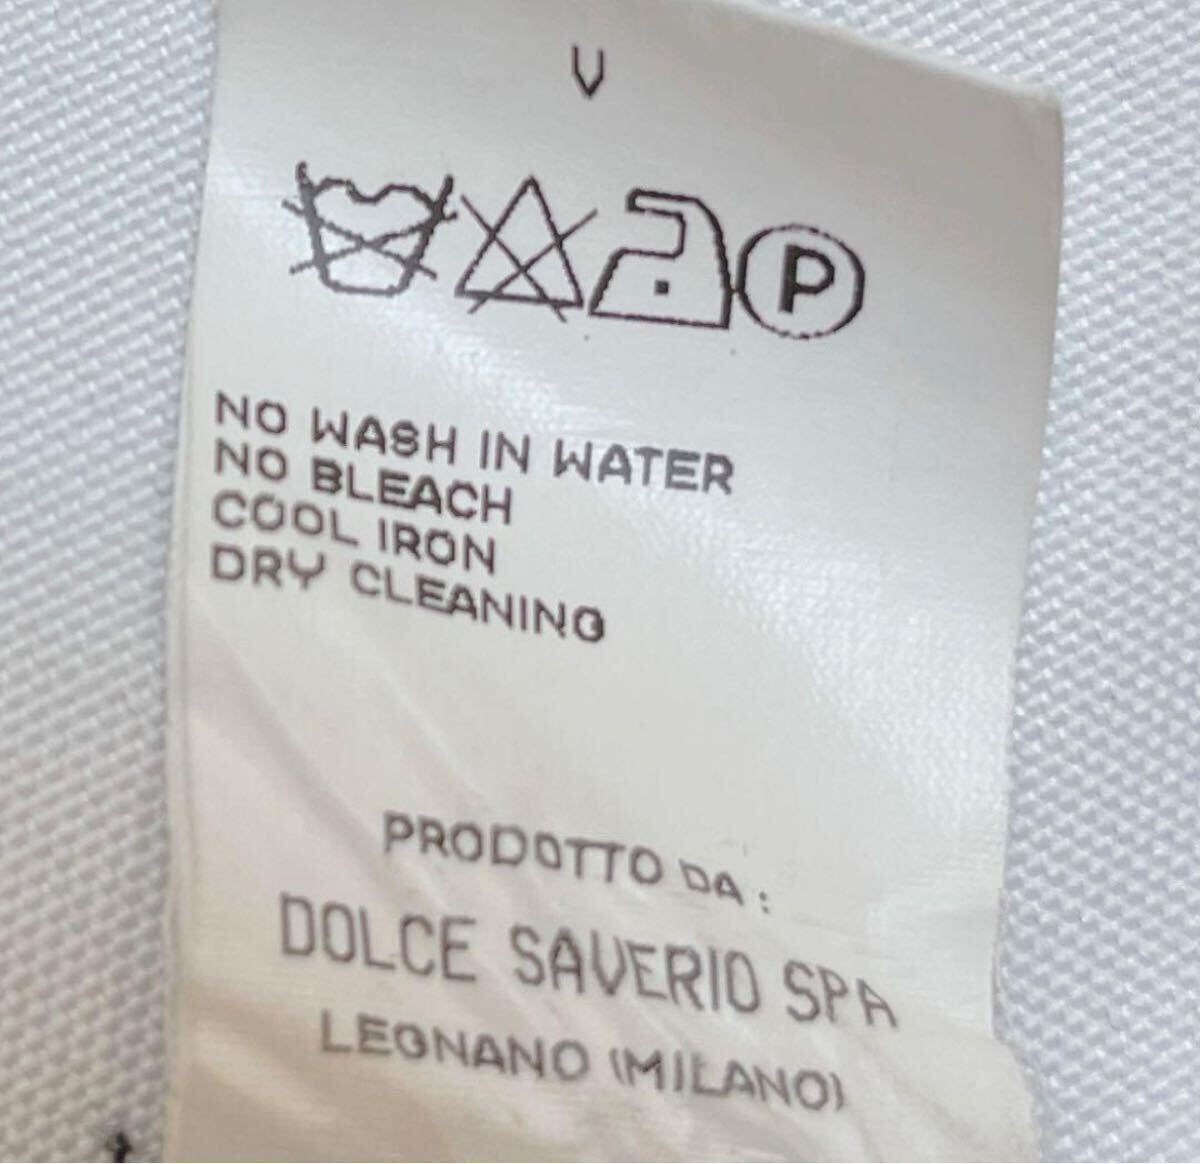 V
P
NO WASH IN WATER
NO BLEACH
COOL IRON
DRY CLEANING
PRODOTTO DA:
DOLCE SAVERIO SPA
LEGNANO (MILANO)